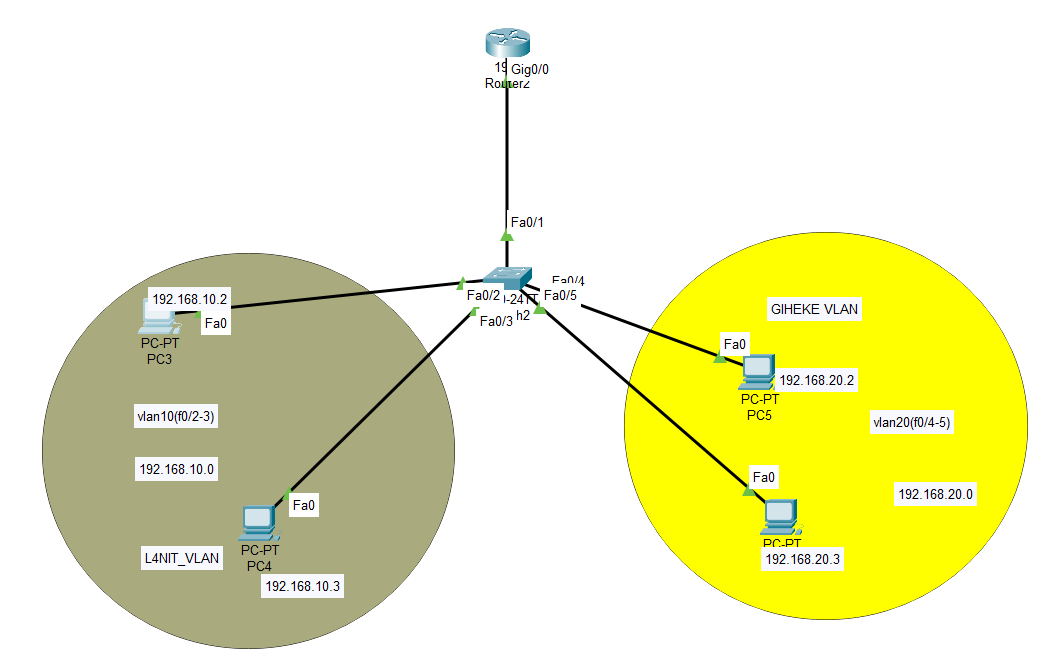 Gig0/0
Router2
Fa0/1
Fa0/4
Fa0/2
Fa0/5
Fa0/3
h2
192.168.10.2
Fa0
PC-PT
PC3
vlan10(f0/2-3)
192.168.10.0
Fa0
L4NIT_VLAN
PC-PT
PC4
192.168.10.3
GIHEKE VLAN
Fa0
192.168.20.2
PC-PT
PC5
vlan20(f0/4-5)
Fa0
192.168.20.0
PC-PT
192.168.20.3